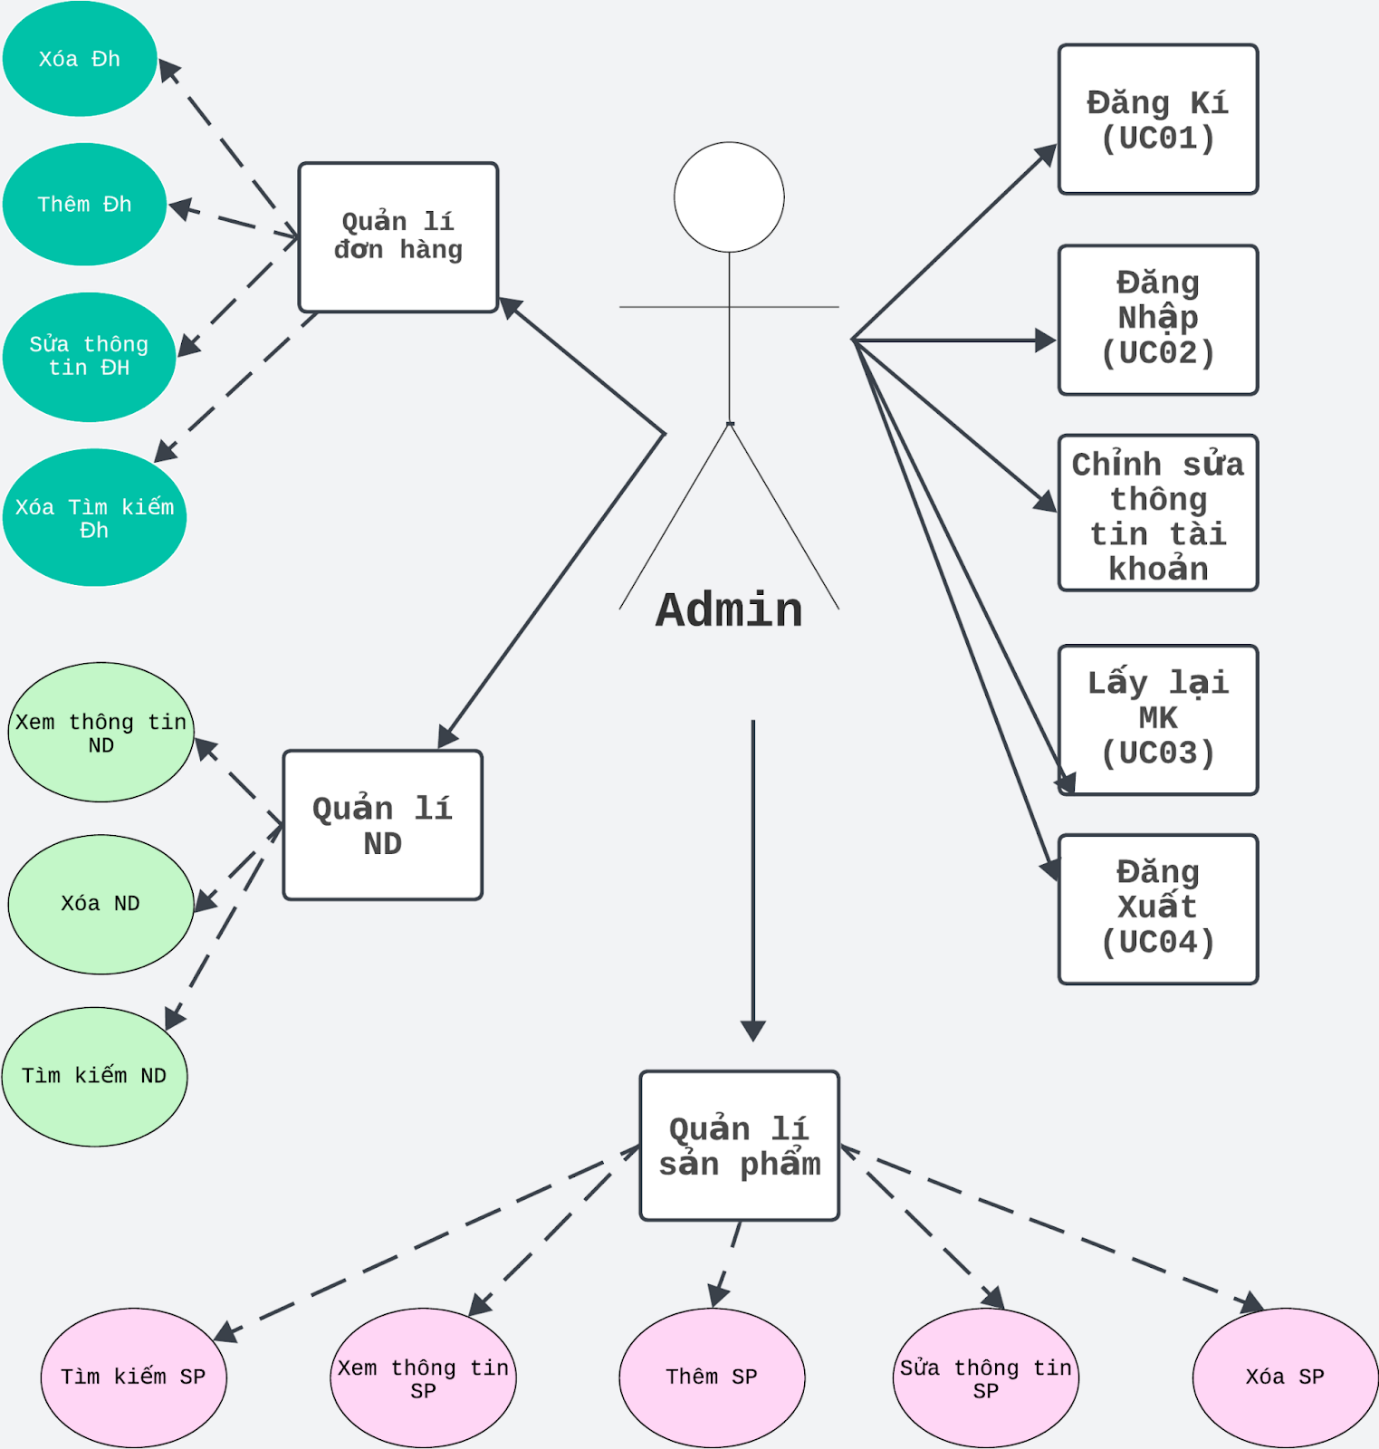 Xóa Đh
Thêm Đh
Sửa thông
tin ĐH
Xóa Tìm kiếm
Đh
Quản lí
đơn hàng
Xem thông tin
ND
Xóa ND
Tìm kiếm ND
Quản lí
ND
Admin
Đăng Kí
(UC01)
Đăng
Nhập
(UC02)
Chỉnh sửa
thông
tin tài
khoản
Lấy lại
MK
(UC03)
Đăng
Xuất
(UC04)
Quản lí
sản phẩm
Tìm kiếm SP
Xem thông tin
SP
Thêm SP
Sửa thông tin
SP
Xóa SP